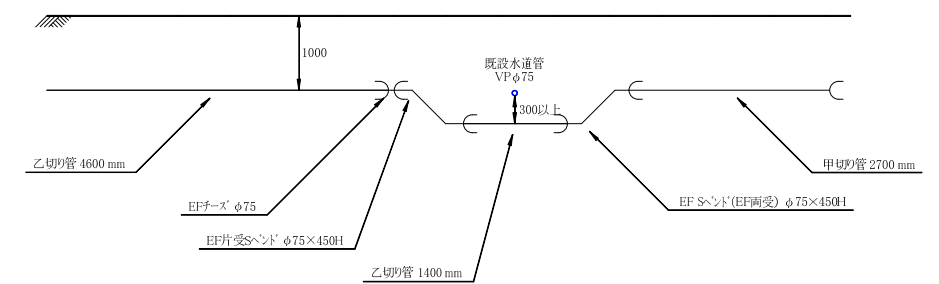 1000
既設水道管
VPφ75
300以上
乙切り管 4600 mm
甲切り管 2700 mm
EFチーズ φ75
EF Sベンド(EF両受) φ75×450H
EF片受Sベンド φ75×450H
乙切り管 1400 mm